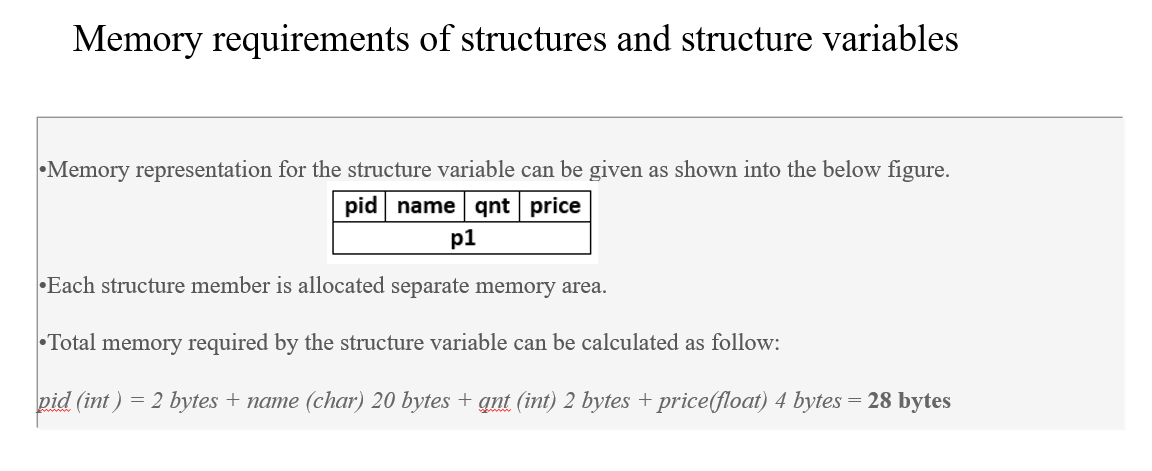 Memory requirements of structures and structure variables
•Memory representation for the structure variable can be given as shown into the below figure.
pid name qnt price
p1
•Each structure member is allocated separate memory area.
•Total memory required by the structure variable can be calculated as follow:
pid (int ) = 2 bytes + name (char) 20 bytes + qnt (int) 2 bytes + price(float) 4 bytes = 28 bytes